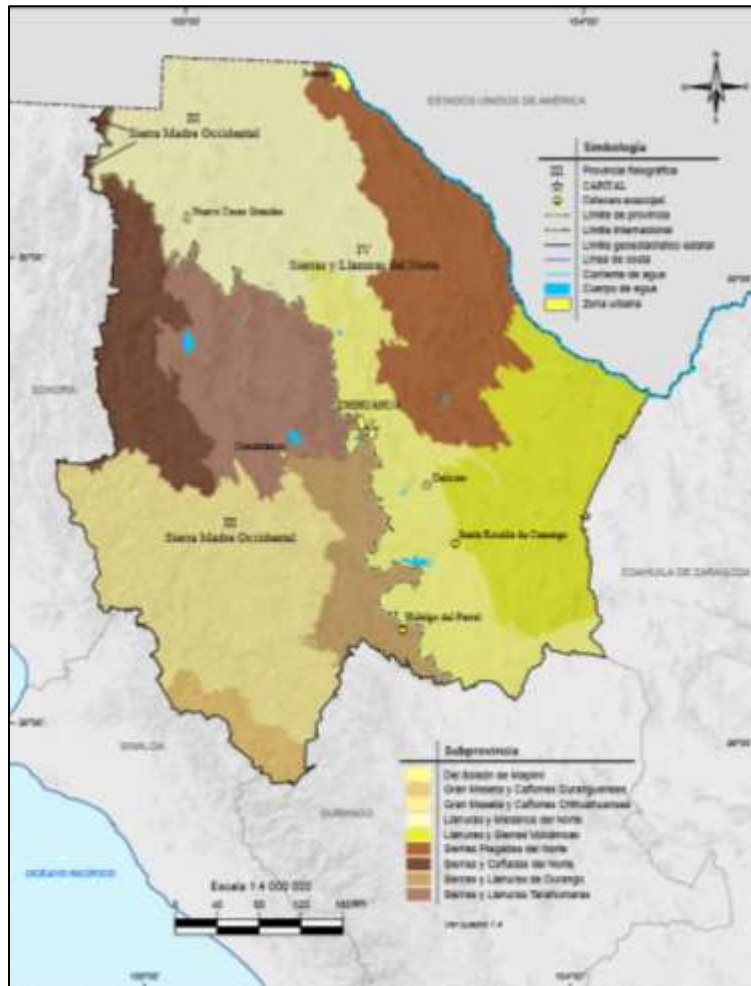 ESTADOS UNIDOS DE AMÉRICA
III
Sierra Madre Occidental
Simbología
Provincia fisiográfica
CAPITAL
Cabecera municipal
Límite de provincia
Límite internacional
Límite geoestadístico estatal
Línea de costa
Corriente de agua
Cuerpo de agua
Zona urbana
Nuevo Casas Grandes
IV
Sierras y Llanuras del Norte
SONORA
CHIHUAHUA
Cuauhtémoc
Delicias
III
Sierra Madre Occidental
Santa Rosalía de Camargo
COAHUILA DE ZARAGOZA
Hidalgo del Parral
SINALOA
DURANGO
Subprovincia
Del Bolsón de Mapimí
Gran Meseta y Cañones Duranguenses
Gran Meseta y Cañones Chihuahuenses
Llanuras y Médanos del Norte
Llanuras y Sierras Volcánicas
Sierras Plegadas del Norte
Sierras y Cañadas del Norte
Sierras y Llanuras de Durango
Sierras y Llanuras Tarahumaras
OCÉANO PACÍFICO
Escala 1:4 000 000
Ver cuadro 1.4